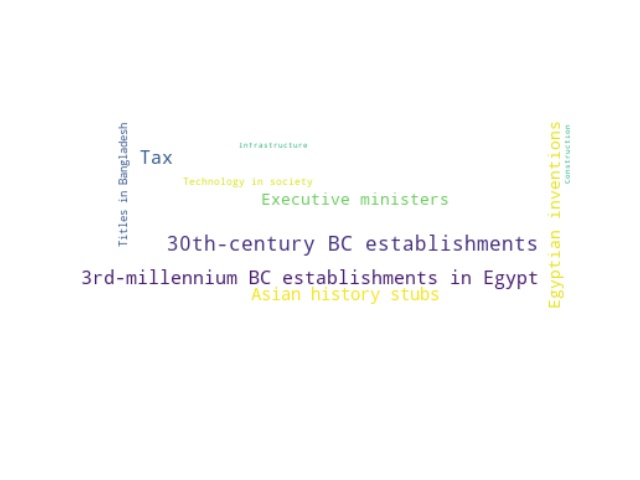 Titles in Bangladesh
Tax
Infrastructure
Technology in society
Executive ministers
30th-century BC establishments
3rd-millennium BC establishments in Egypt
Asian history stubs
Egyptian inventions
Construction